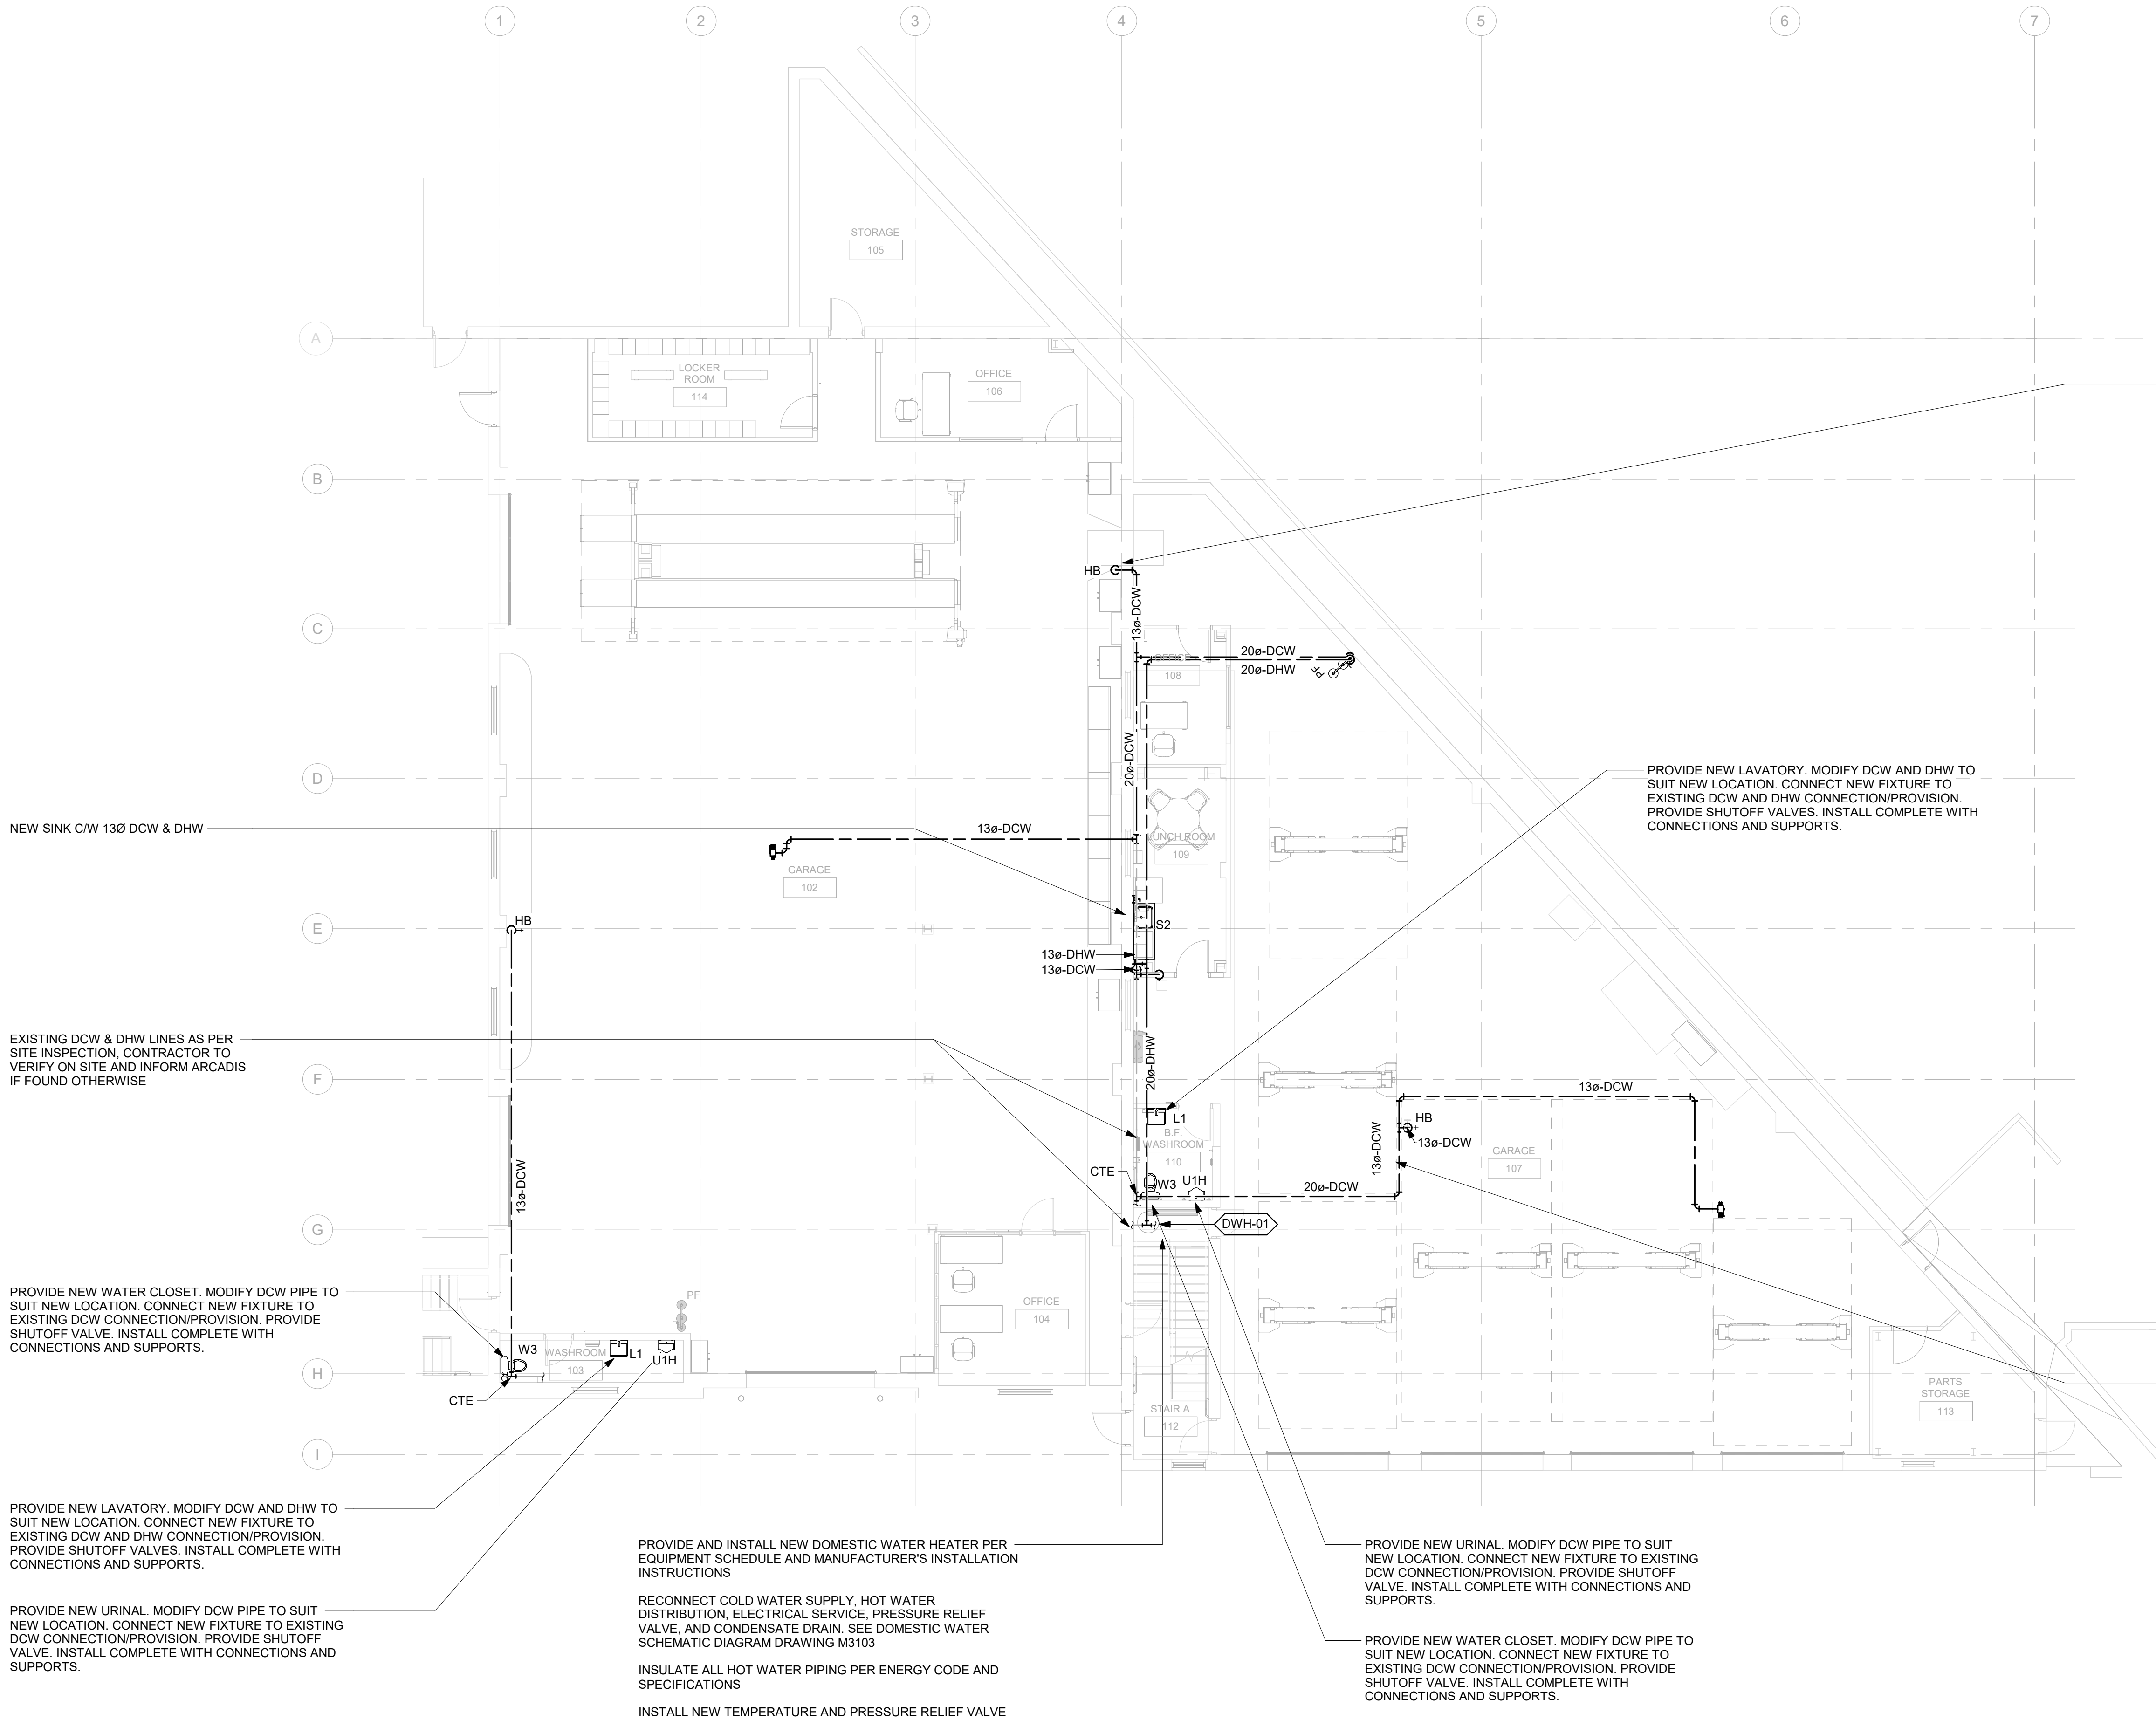 1
2
3
4
5
6
7
STORAGE
105
A
LOCKER
ROOM
114
OFFICE
106
B
HB
13ø-DCW
C
20ø-DCW
20ø-DHW
PF
OFFICE
108
20ø-DCW
D
PROVIDE NEW LAVATORY. MODIFY DCW AND DHW TO
SUIT NEW LOCATION. CONNECT NEW FIXTURE TO
EXISTING DCW AND DHW CONNECTION/PROVISION.
PROVIDE SHUTOFF VALVES. INSTALL COMPLETE WITH
CONNECTIONS AND SUPPORTS.
NEW SINK C/W 13Ø DCW & DHW
13ø-DCW
LUNCH ROOM
109
GARAGE
102
E
HB
S2
13ø-DHW
13ø-DCW
EXISTING DCW & DHW LINES AS PER
SITE INSPECTION, CONTRACTOR TO
VERIFY ON SITE AND INFORM ARCADIS
IF FOUND OTHERWISE
F
20ø-DHW
13ø-DCW
L1
HB
13ø-DCW
B.F.
WASHROOM
110
13ø-DCW
GARAGE
107
CTE
W3
U1H
20ø-DCW
13ø-DCW
G
DWH-01
PROVIDE NEW WATER CLOSET. MODIFY DCW PIPE TO
SUIT NEW LOCATION. CONNECT NEW FIXTURE TO
EXISTING DCW CONNECTION/PROVISION. PROVIDE
SHUTOFF VALVE. INSTALL COMPLETE WITH
CONNECTIONS AND SUPPORTS.
PF
OFFICE
104
W3
WASHROOM
103
L1
U1H
H
CTE
PARTS
STORAGE
113
STAIR A
112
I
PROVIDE NEW LAVATORY. MODIFY DCW AND DHW TO
SUIT NEW LOCATION. CONNECT NEW FIXTURE TO
EXISTING DCW AND DHW CONNECTION/PROVISION.
PROVIDE SHUTOFF VALVES. INSTALL COMPLETE WITH
CONNECTIONS AND SUPPORTS.
PROVIDE NEW URINAL. MODIFY DCW PIPE TO SUIT
NEW LOCATION. CONNECT NEW FIXTURE TO EXISTING
DCW CONNECTION/PROVISION. PROVIDE SHUTOFF
VALVE. INSTALL COMPLETE WITH CONNECTIONS AND
SUPPORTS.
PROVIDE AND INSTALL NEW DOMESTIC WATER HEATER PER
EQUIPMENT SCHEDULE AND MANUFACTURER'S INSTALLATION
INSTRUCTIONS
RECONNECT COLD WATER SUPPLY, HOT WATER
DISTRIBUTION, ELECTRICAL SERVICE, PRESSURE RELIEF
VALVE, AND CONDENSATE DRAIN. SEE DOMESTIC WATER
SCHEMATIC DIAGRAM DRAWING M3103
INSULATE ALL HOT WATER PIPING PER ENERGY CODE AND
SPECIFICATIONS
INSTALL NEW TEMPERATURE AND PRESSURE RELIEF VALVE
PROVIDE NEW URINAL. MODIFY DCW PIPE TO SUIT
NEW LOCATION. CONNECT NEW FIXTURE TO EXISTING
DCW CONNECTION/PROVISION. PROVIDE SHUTOFF
VALVE. INSTALL COMPLETE WITH CONNECTIONS AND
SUPPORTS.
PROVIDE NEW WATER CLOSET. MODIFY DCW PIPE TO
SUIT NEW LOCATION. CONNECT NEW FIXTURE TO
EXISTING DCW CONNECTION/PROVISION. PROVIDE
SHUTOFF VALVE. INSTALL COMPLETE WITH
CONNECTIONS AND SUPPORTS.